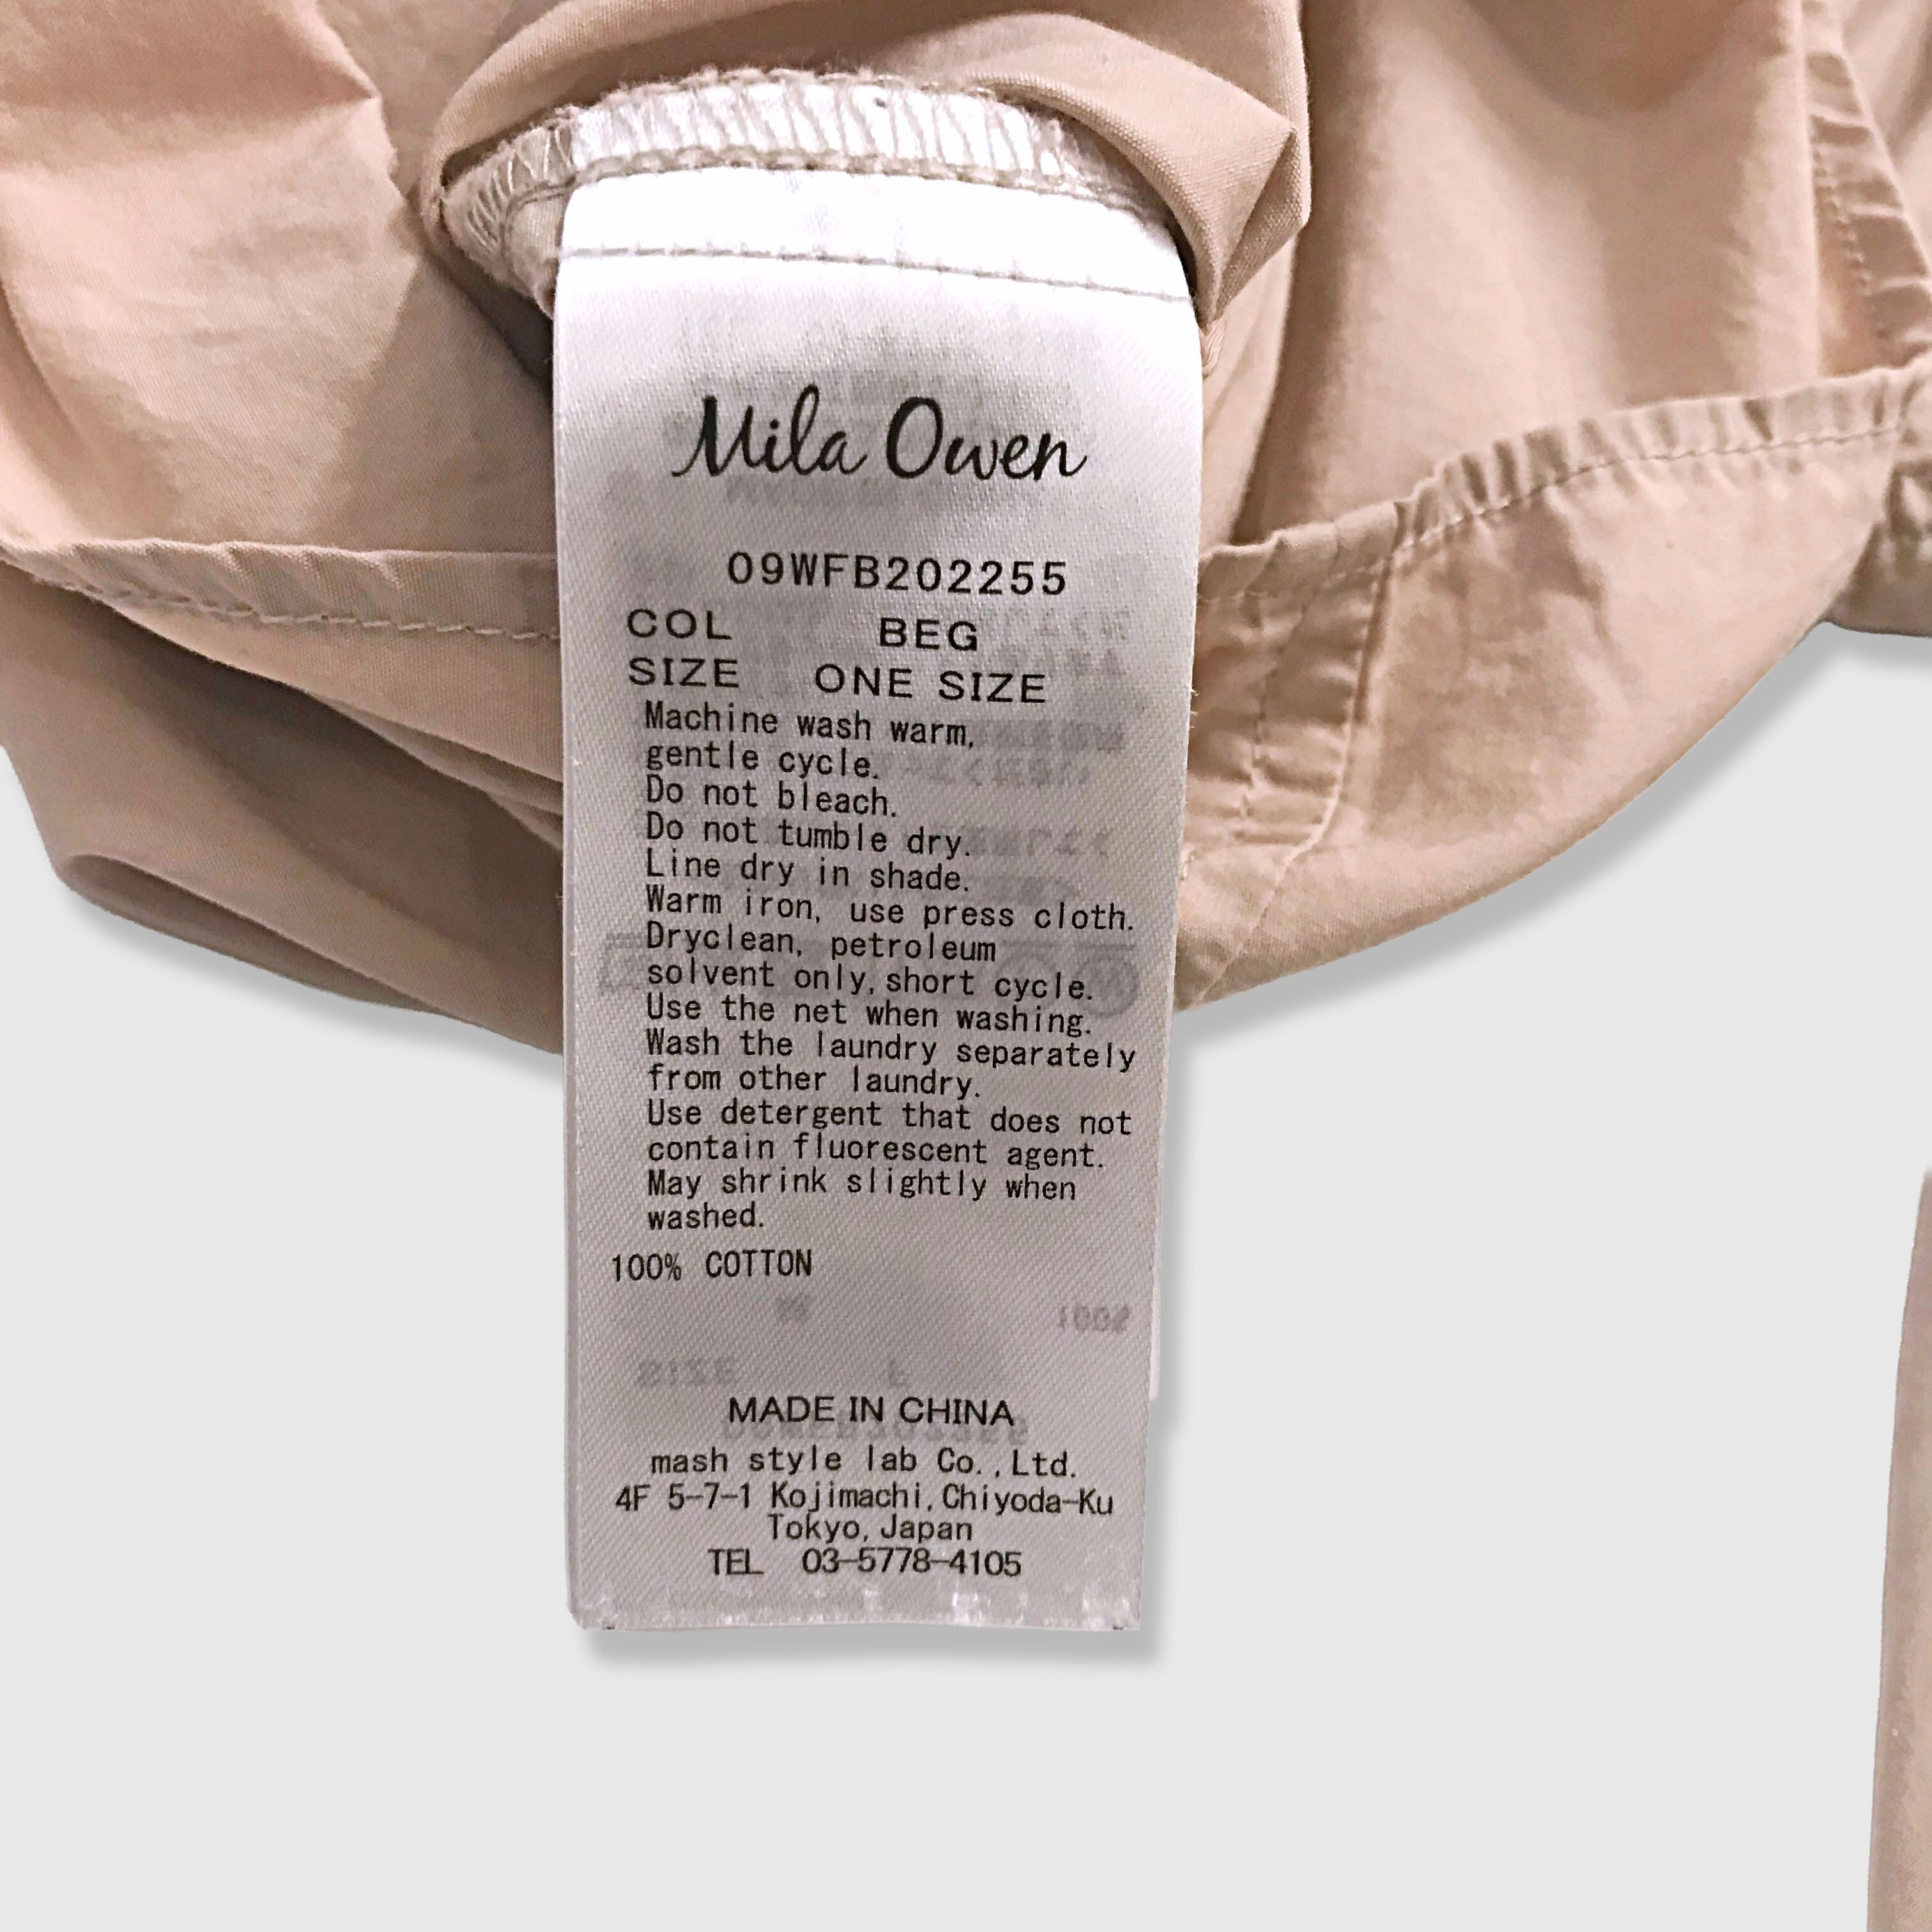 Mila Owen
09WFB202255
COL BEG
SIZE ONE SIZE
Machine wash warm,
gentle cycle.
Do not bleach.
Do not tumble dry.
Line dry in shade.
Warm iron, use press cloth.
Dryclean, petroleum
solvent only, short cycle.
Use the net when washing.
Wash the laundry separately
from other laundry.
Use detergent that does not
contain fluorescent agent.
May shrink slightly when
washed.
100% COTTON
MADE IN CHINA
mash style lab Co.,Ltd.
4F 5-7-1 Kojimachi,Chiyoda-Ku
Tokyo,Japan
TEL 03-5778-4105